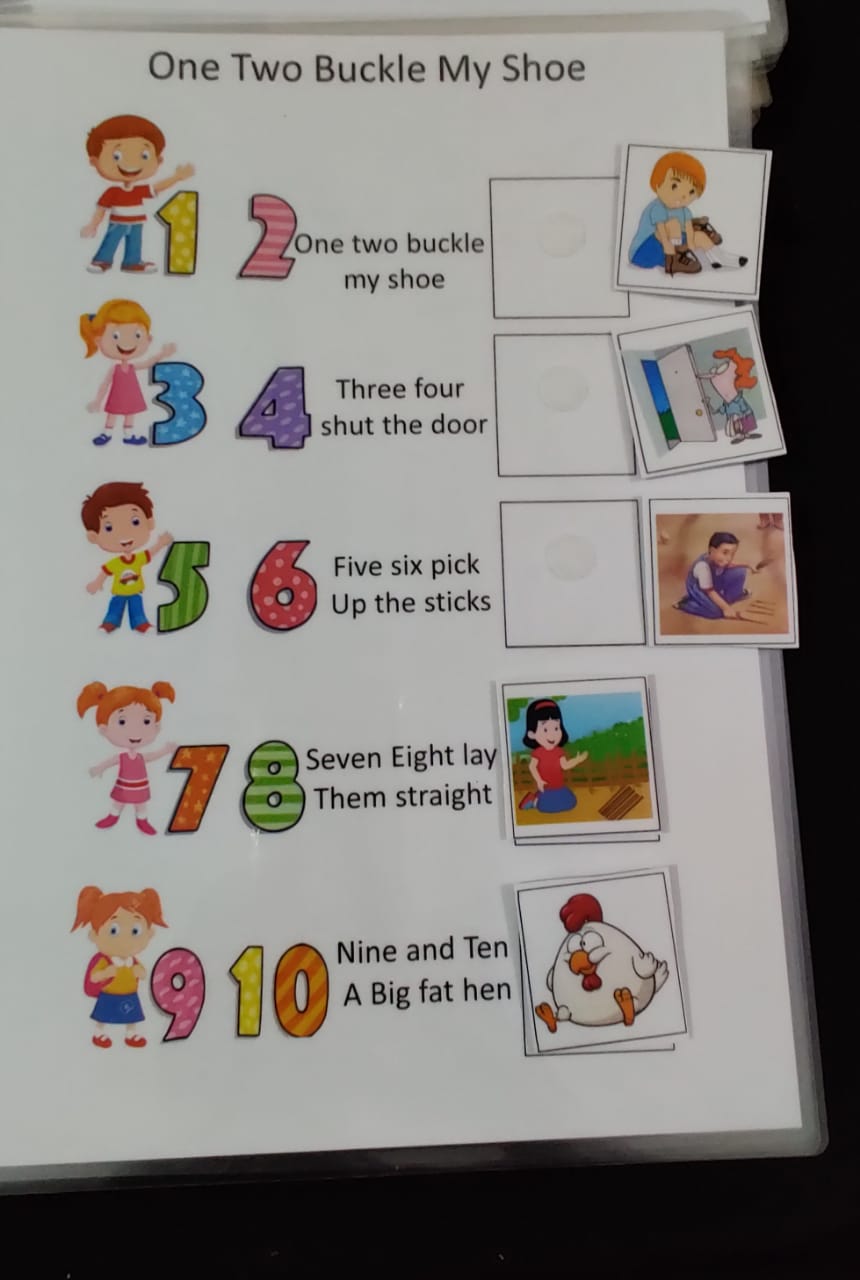 One Two Buckle My Shoe
1 2
One two buckle
my shoe
3 4
Three four
shut the door
5 6
Five six pick
Up the sticks
7 8
Seven Eight lay
Them straight
9 10
Nine and Ten
A Big fat hen